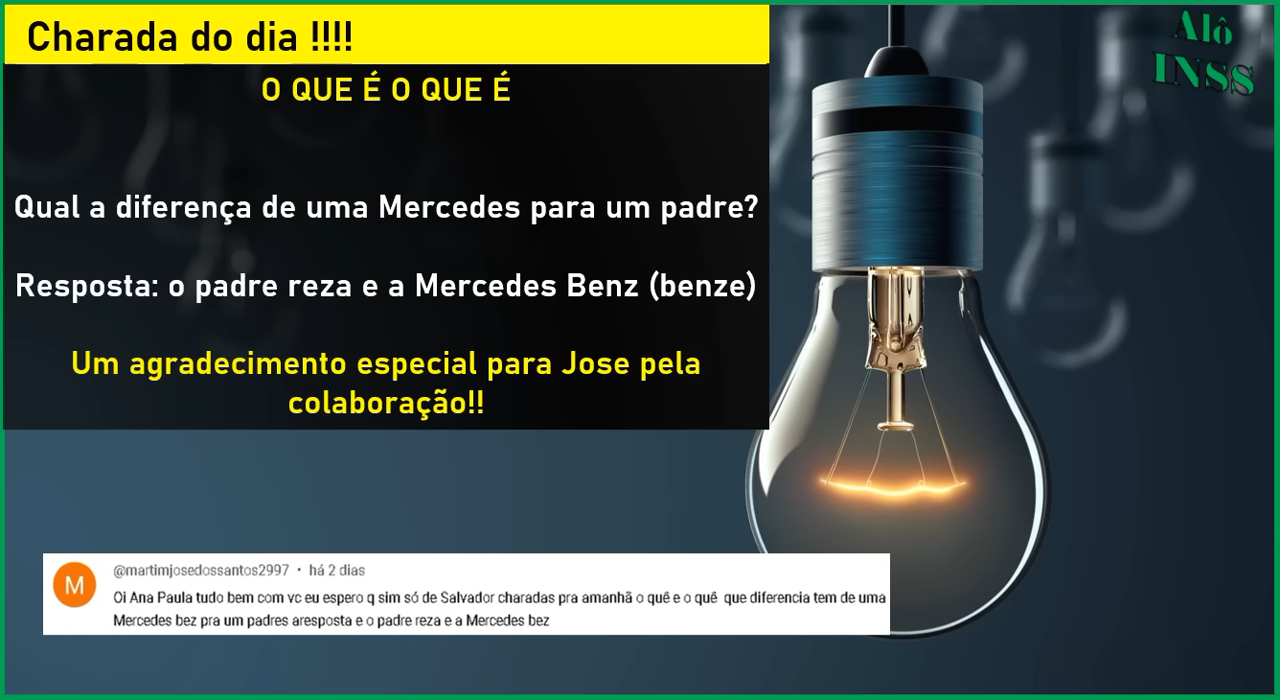 Charada do dia !!!!
Alô
INSS
O QUE É O QUE É
Qual a diferença de uma Mercedes para um padre?
Resposta: o padre reza e a Mercedes Benz (benze)
Um agradecimento especial para Jose pela
colaboração!!
M
@martimjosedossantos2997 • há 2 dias
Oi Ana Paula tudo bem com vc eu espero q sim só de Salvador charadas pra amanhã o quê e o quê que diferencia tem de uma
Mercedes bez pra um padres aresposta e o padre reza e a Mercedes bez